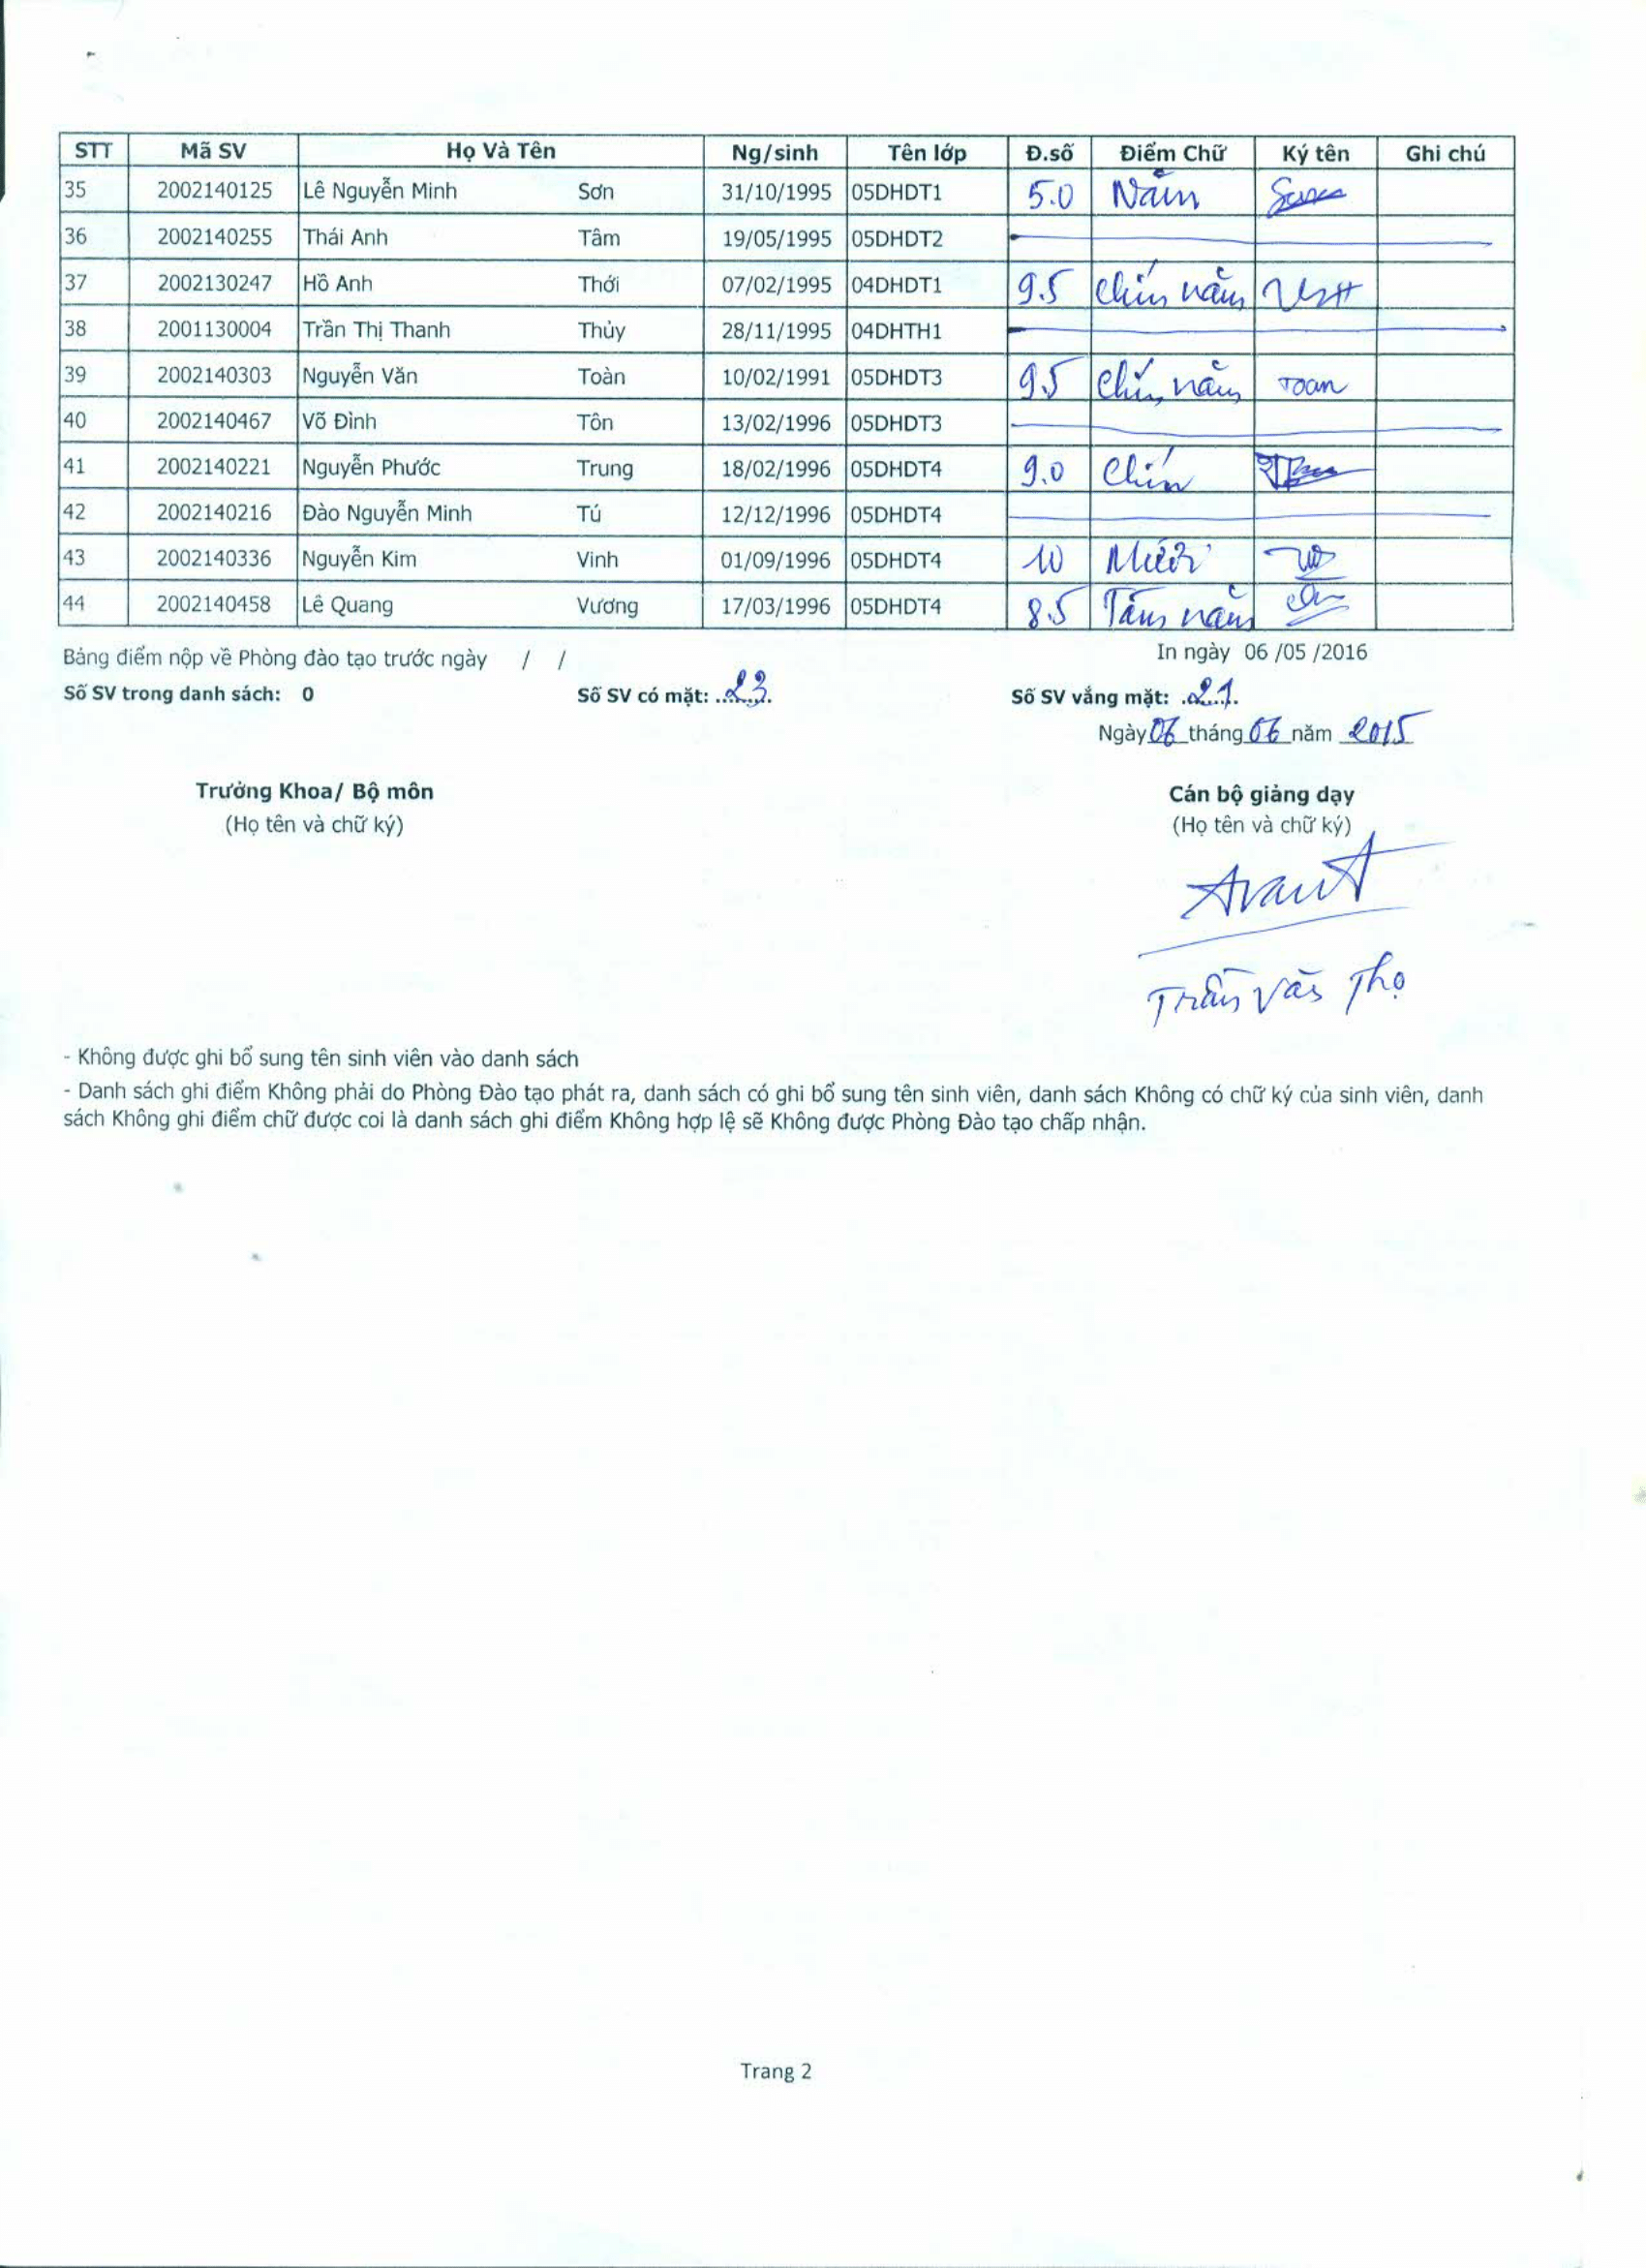 STT Mã SV Họ Và Tên Ng/sinh Tên lớp Đ.số Điểm Chữ Ký tên Ghi chú
35 2002140125 Lê Nguyễn Minh Sơn 31/10/1995 05DHDT1 5.0 Năm
36 2002140255 Thái Anh Tâm 19/05/1995 05DHDT2
37 2002130247 Hồ Anh Thới 07/02/1995 04DHDT1 9.5 Chín năm
38 2001130004 Trần Thị Thanh Thủy 28/11/1995 04DHTH1
39 2002140303 Nguyễn Văn Toàn 10/02/1991 05DHDT3 9.5 Chín năm Toan
40 2002140467 Võ Đình Tôn 13/02/1996 05DHDT3
41 2002140221 Nguyễn Phước Trung 18/02/1996 05DHDT4 9.0 Chín
42 2002140216 Đào Nguyễn Minh Tú 12/12/1996 05DHDT4
43 2002140336 Nguyễn Kim Vinh 01/09/1996 05DHDT4 10 Mười
44 2002140458 Lê Quang Vương 17/03/1996 05DHDT4 8.5 Tám năm
Bảng điểm nộp về Phòng đào tạo trước ngày / / In ngày 06 /05 /2016
Số SV trong danh sách: 0 Số SV có mặt: 23 Số SV vắng mặt: 21
Ngày 06 tháng 06 năm 2015
Trưởng Khoa/ Bộ môn Cán bộ giảng dạy
(Họ tên và chữ ký) (Họ tên và chữ ký)
Trần Văn Thọ
- Không được ghi bổ sung tên sinh viên vào danh sách
- Danh sách ghi điểm Không phải do Phòng Đào tạo phát ra, danh sách có ghi bổ sung tên sinh viên, danh sách Không có chữ ký của sinh viên, danh
sách Không ghi điểm chữ được coi là danh sách ghi điểm Không hợp lệ sẽ Không được Phòng Đào tạo chấp nhận.
Trang 2